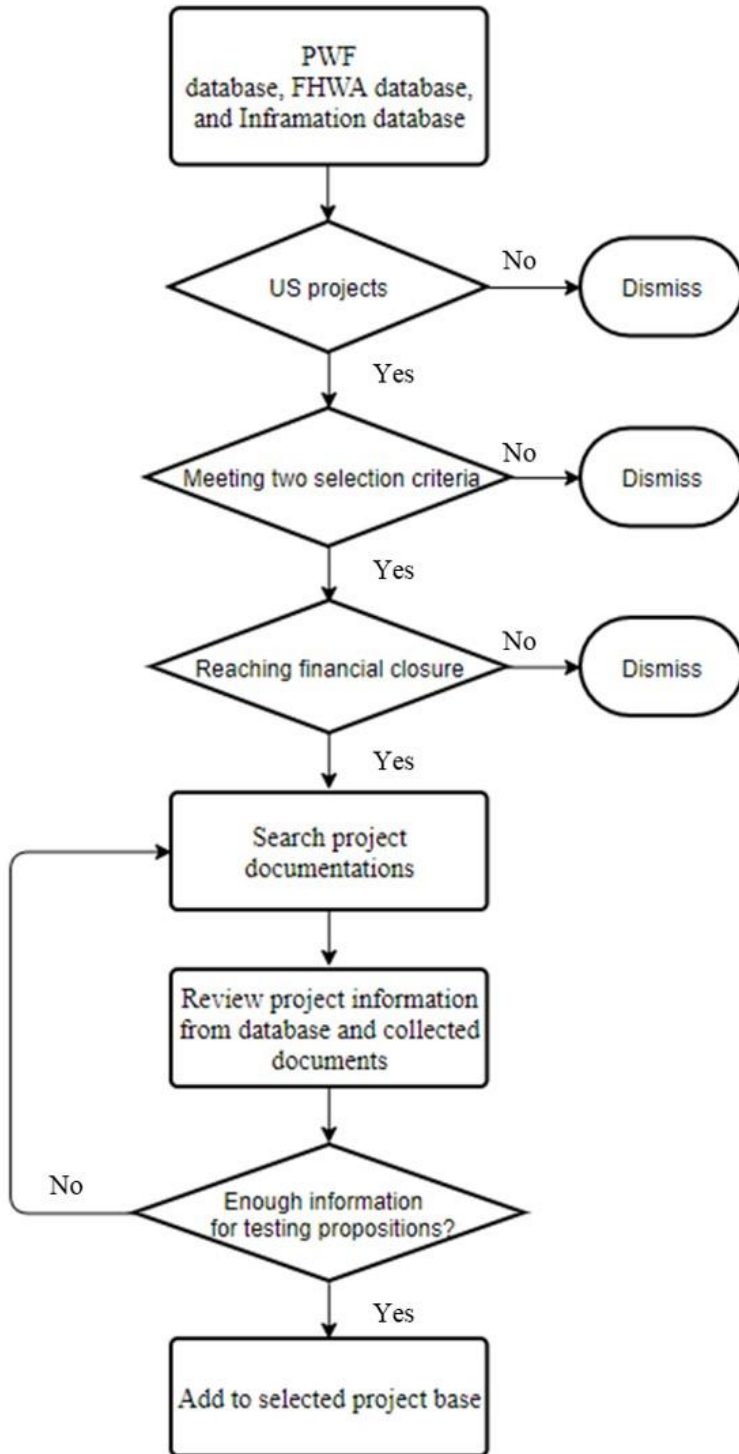 PWF
database, FHWA database,
and Inframation database
US projects
No
Dismiss
Yes
Meeting two selection criteria
No
Dismiss
Yes
Reaching financial closure
No
Dismiss
Yes
Search project
documentations
Review project information
from database and collected
documents
Enough information
for testing propositions?
No
Yes
Add to selected project base